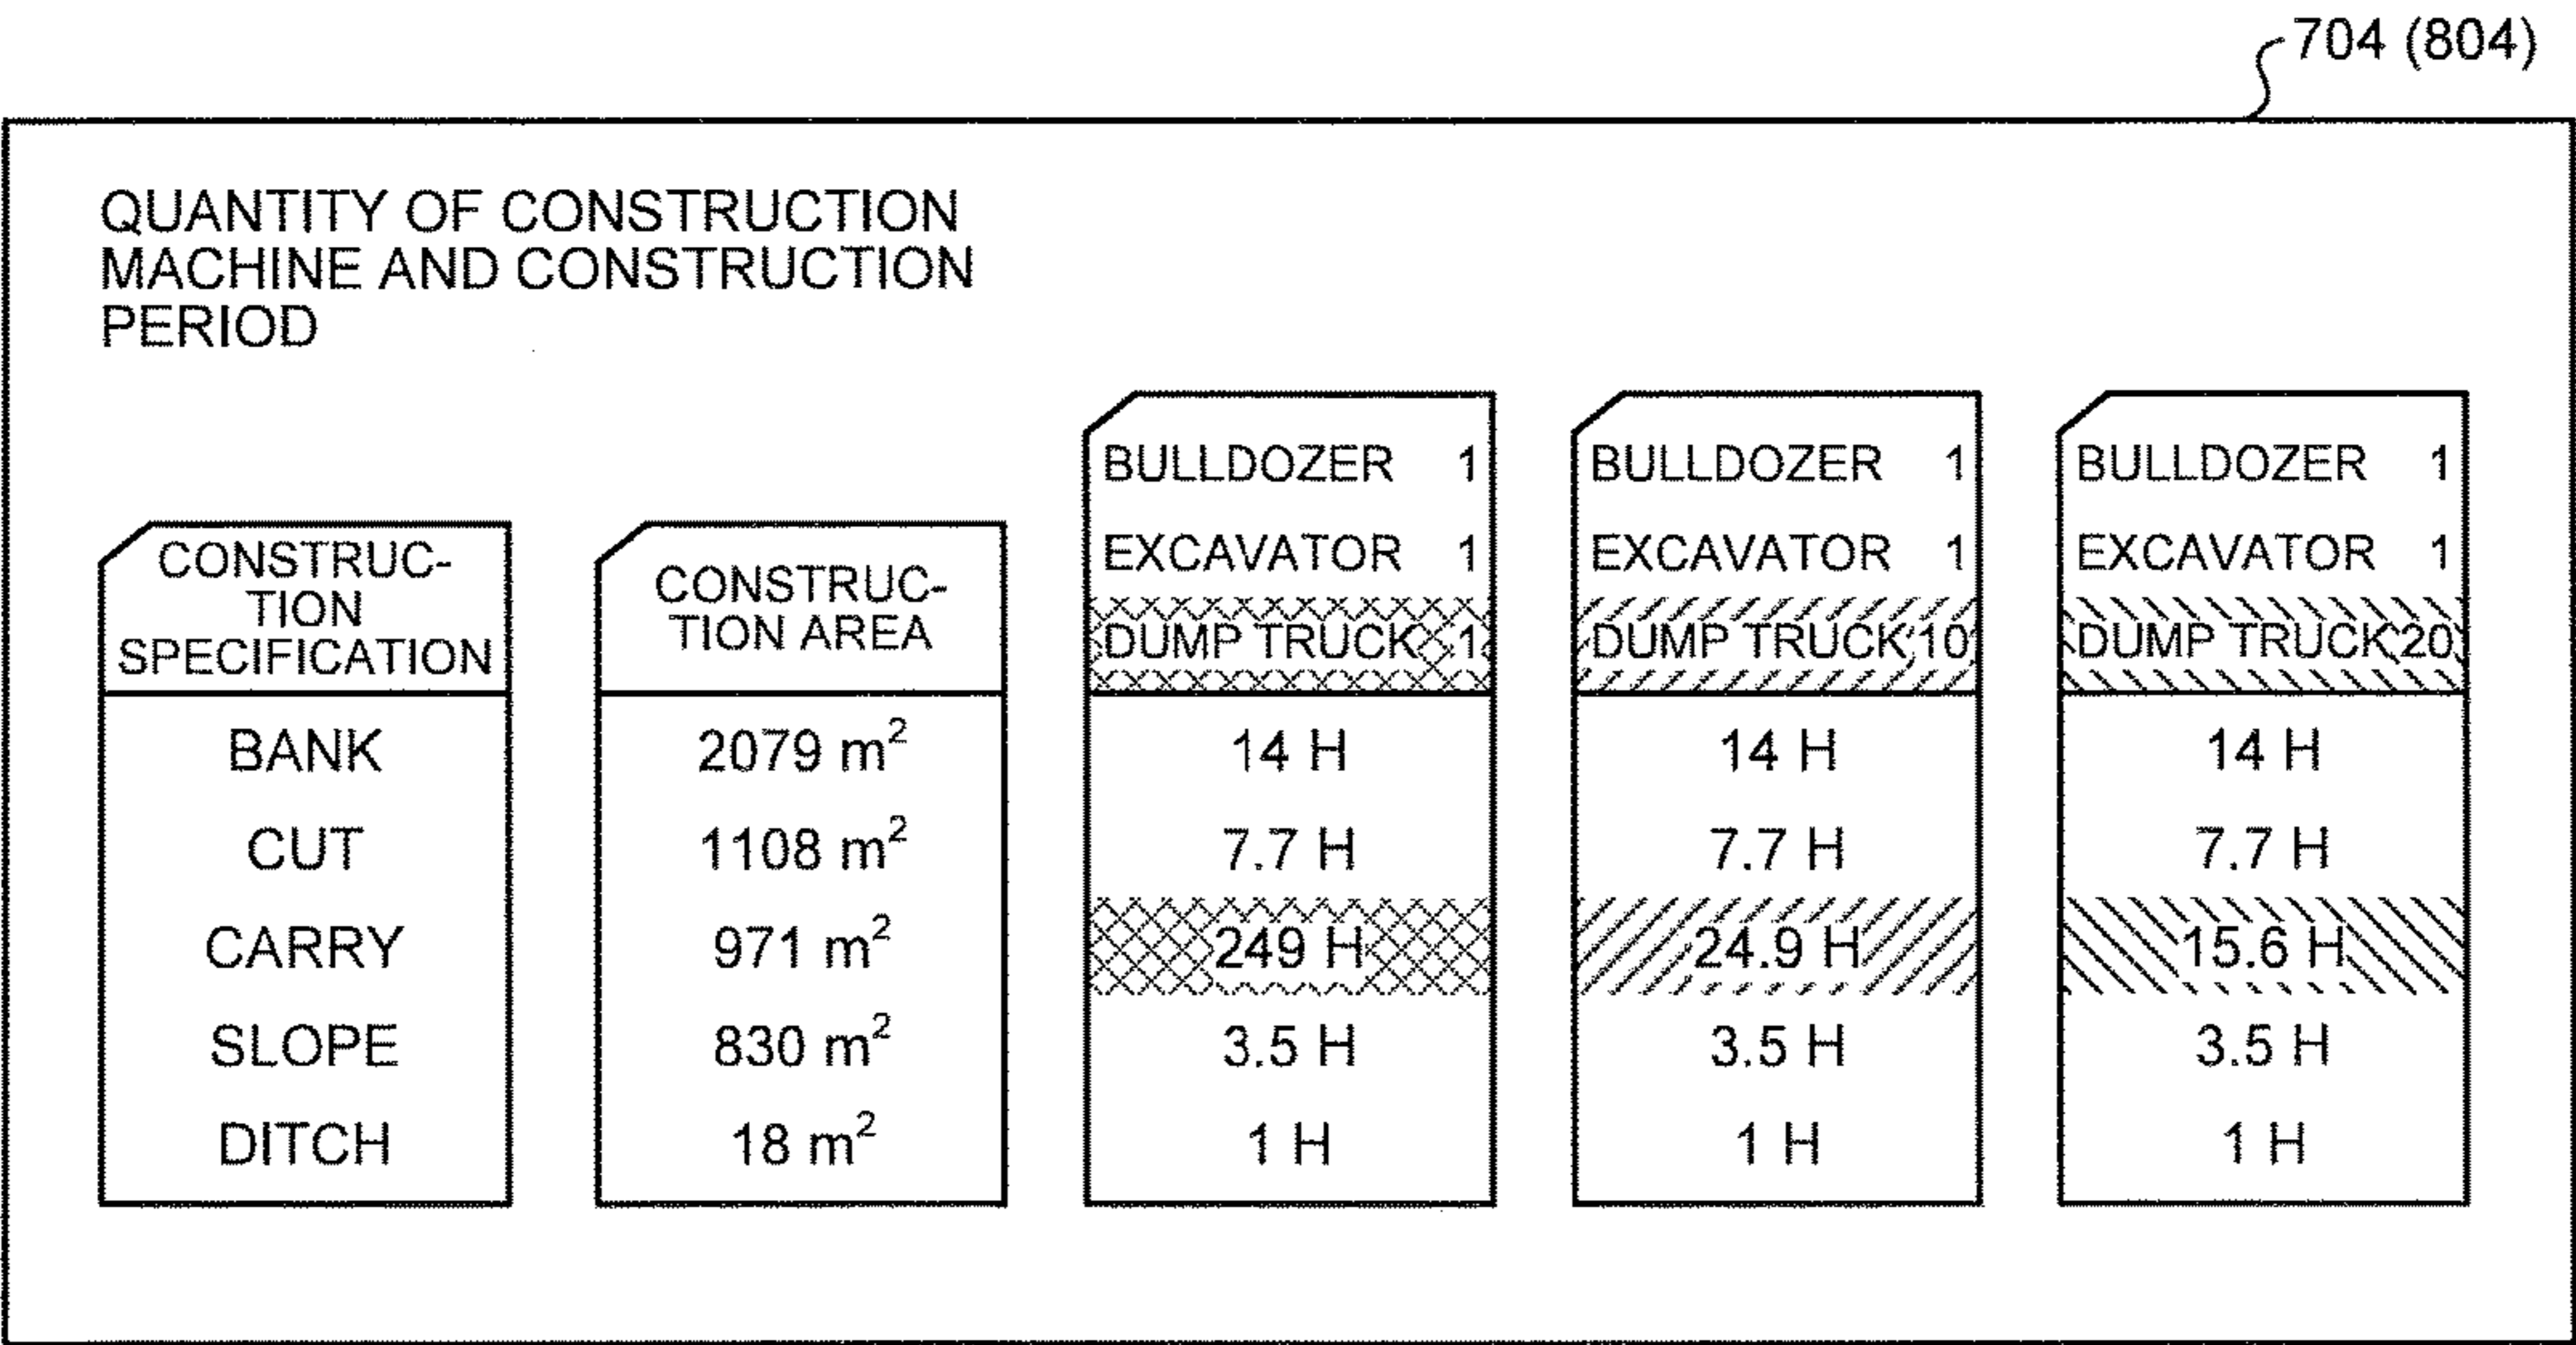 704 (804)
QUANTITY OF CONSTRUCTION
MACHINE AND CONSTRUCTION
PERIOD
CONSTRUC-
TION
SPECIFICATION
BANK
CUT
CARRY
SLOPE
DITCH
CONSTRUC-
TION AREA
2079 m²
1108 m²
971 m²
830 m²
18 m²
BULLDOZER 1
EXCAVATOR 1
DUMP TRUCK 1
14 H
7.7 H
249 H
3.5 H
1 H
BULLDOZER 1
EXCAVATOR 1
DUMP TRUCK 10
14 H
7.7 H
24.9 H
3.5 H
1 H
BULLDOZER 1
EXCAVATOR 1
DUMP TRUCK 20
14 H
7.7 H
15.6 H
3.5 H
1 H